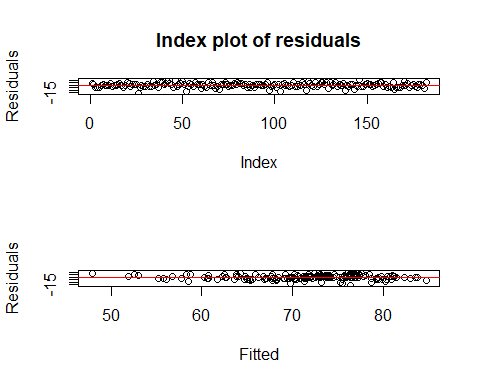 Index plot of residuals
Residuals
-15
0 50 100 150
Index
Residuals
-15
50 60 70 80
Fitted